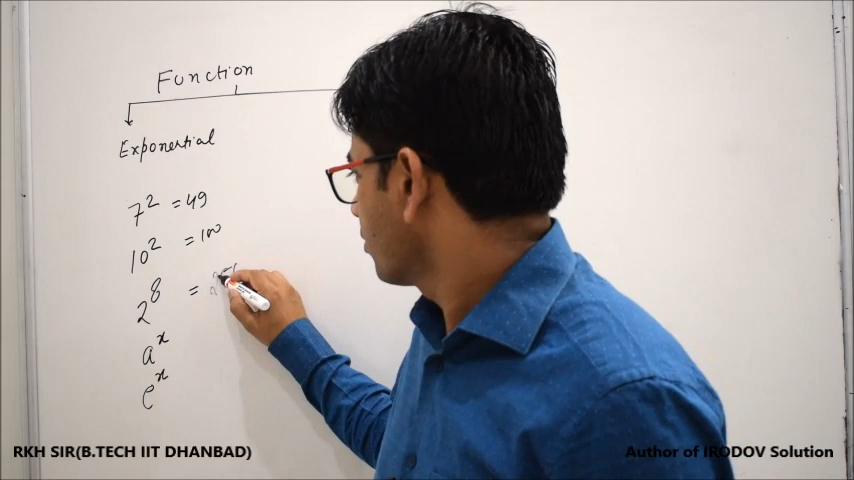 Function
Exponential
7² = 49
10² = 100
2⁸ =
aˣ
eˣ
RKH SIR(B.TECH IIT DHANBAD)
Author of IRODOV Solution